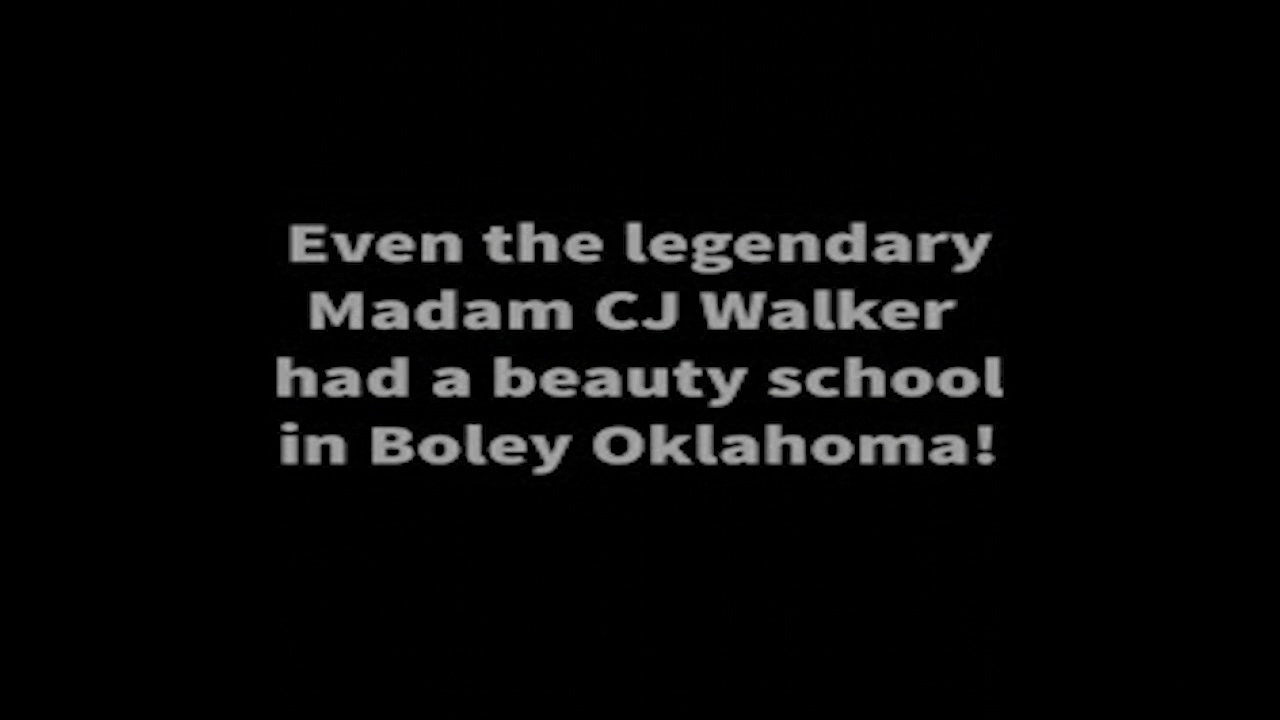 Even the legendary
Madam CJ Walker
had a beauty school
in Boley Oklahoma!